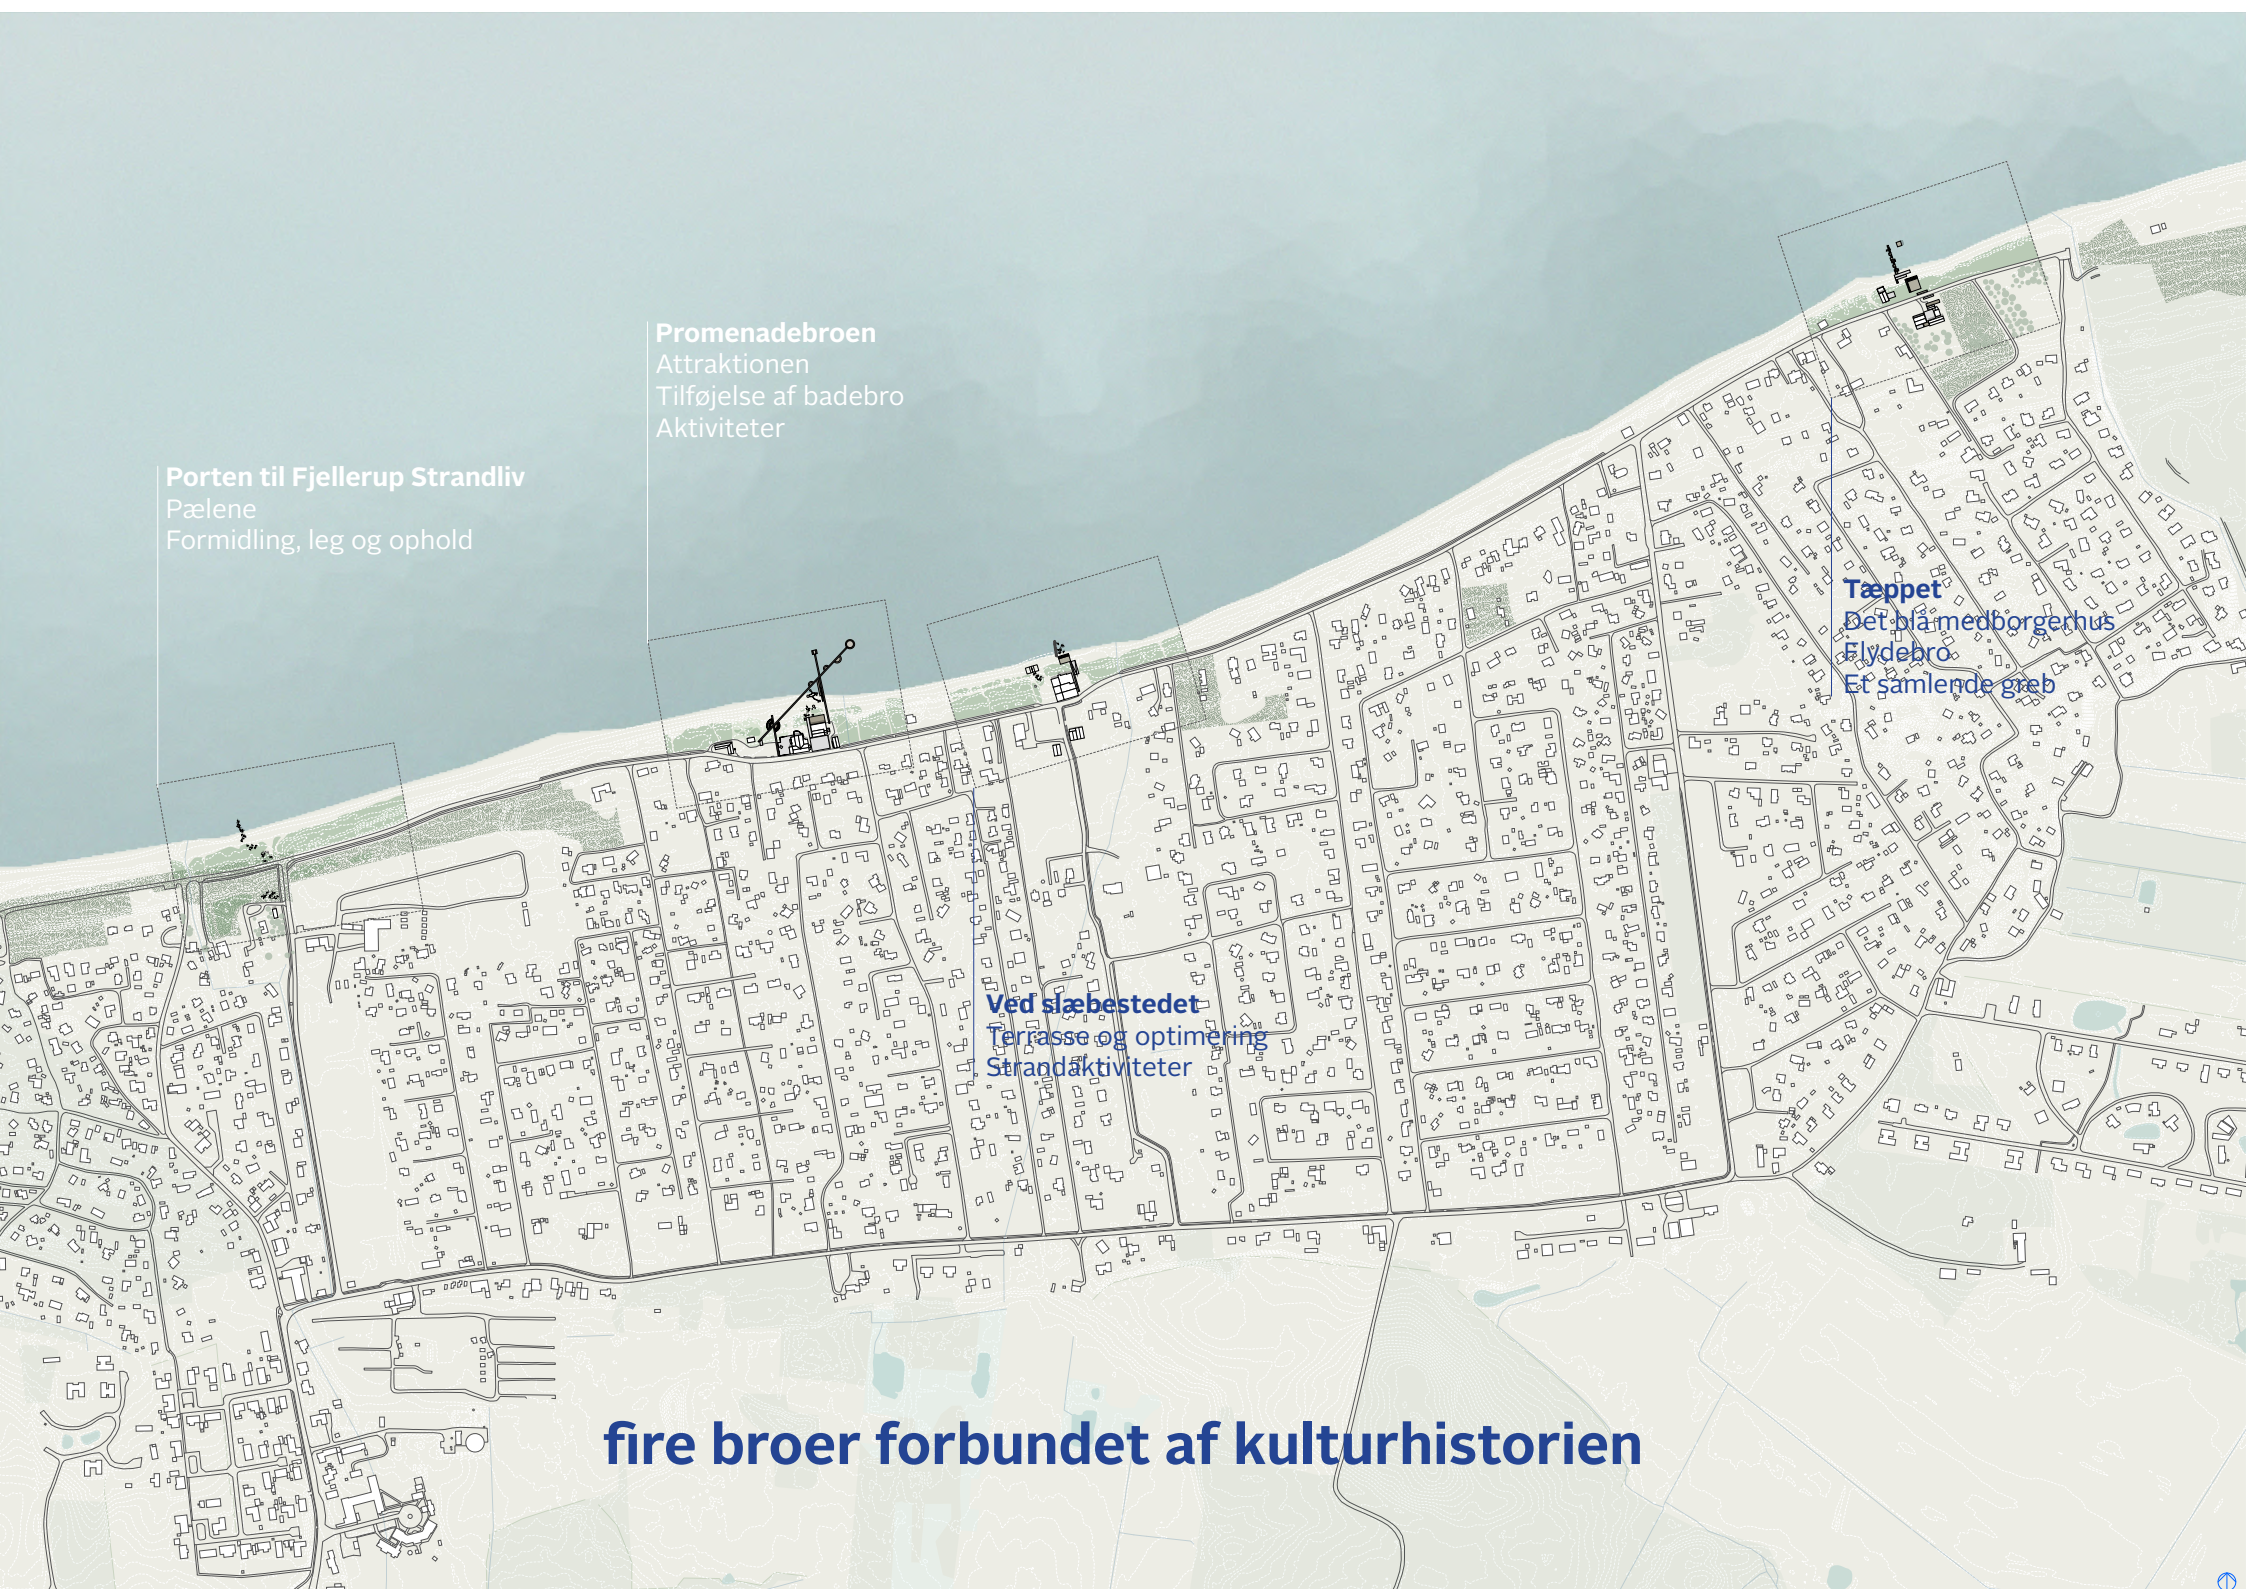 Promenadebroen
Attraktionen
Tilføjelse af badebro
Aktiviteter
Porten til Fjellerup Strandliv
Pælene
Formidling, leg og ophold
Tæppet
Det blå medborgerhus
Flydebro
Et samlende greb
Ved slæbestedet
Terrasse og optimering
Strandaktiviteter
fire broer forbundet af kulturhistorien